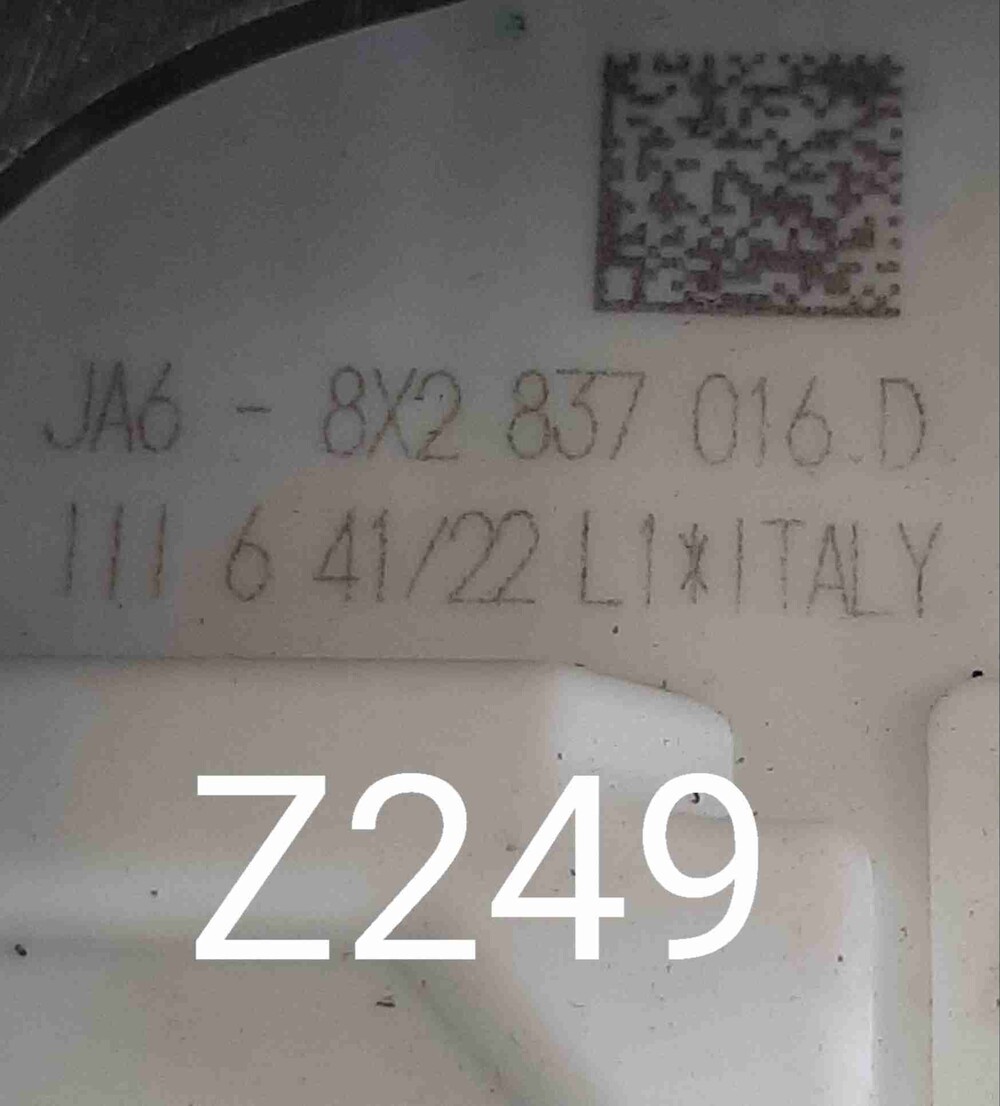 JA6 - 8X2 837 016.D
III 6 41/22 L1*ITALY
Z249